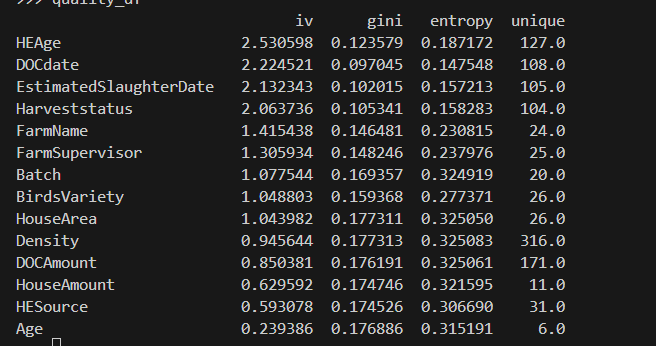 >>> quality_df
iv gini entropy unique
HEAge 2.530598 0.123579 0.187172 127.0
DOCdate 2.224521 0.097045 0.147548 108.0
EstimatedSlaughterDate 2.132343 0.102015 0.157213 105.0
Harveststatus 2.063736 0.105341 0.158283 104.0
FarmName 1.415438 0.146481 0.230815 24.0
FarmSupervisor 1.305934 0.148246 0.237976 25.0
Batch 1.077544 0.169357 0.324919 20.0
BirdsVariety 1.048803 0.159368 0.277371 26.0
HouseArea 1.043982 0.177311 0.325050 26.0
Density 0.945644 0.177313 0.325083 316.0
DOCAmount 0.850381 0.176191 0.325061 171.0
HouseAmount 0.629592 0.174746 0.321595 11.0
HESource 0.593078 0.174526 0.306690 31.0
Age 0.239386 0.176886 0.315191 6.0